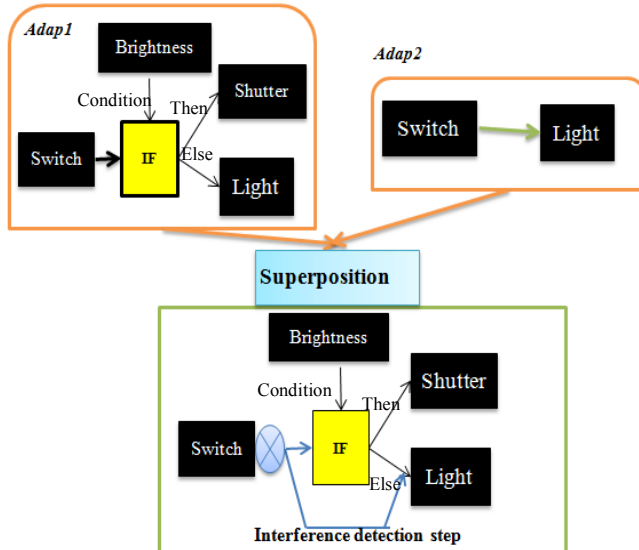 Adap1
Brightness
Condition
Then
Shutter
Switch
IF
Else
Light
Adap2
Switch
Light
Superposition
Brightness
Condition
Then
Shutter
Switch
IF
Else
Light
Interference detection step